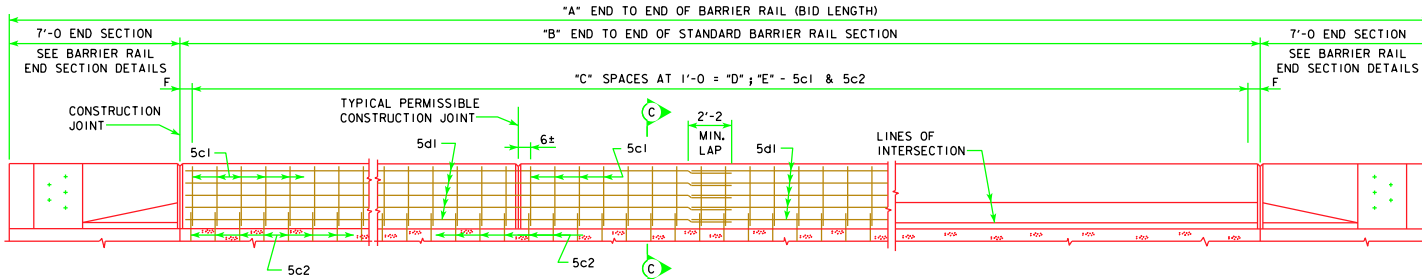 "A" END TO END OF BARRIER RAIL (BID LENGTH)
7'-0 END SECTION
"B" END TO END OF STANDARD BARRIER RAIL SECTION
7'-0 END SECTION
SEE BARRIER RAIL
END SECTION DETAILS
SEE BARRIER RAIL
END SECTION DETAILS
F
"C" SPACES AT 1'-0 = "D"; "E" - 5c1 & 5c2
F
CONSTRUCTION
JOINT
TYPICAL PERMISSIBLE
CONSTRUCTION JOINT
C
2'-2
MIN.
LAP
6±
LINES OF
INTERSECTION
5c1
5d1
5c1
5d1
5c2
5c2
C